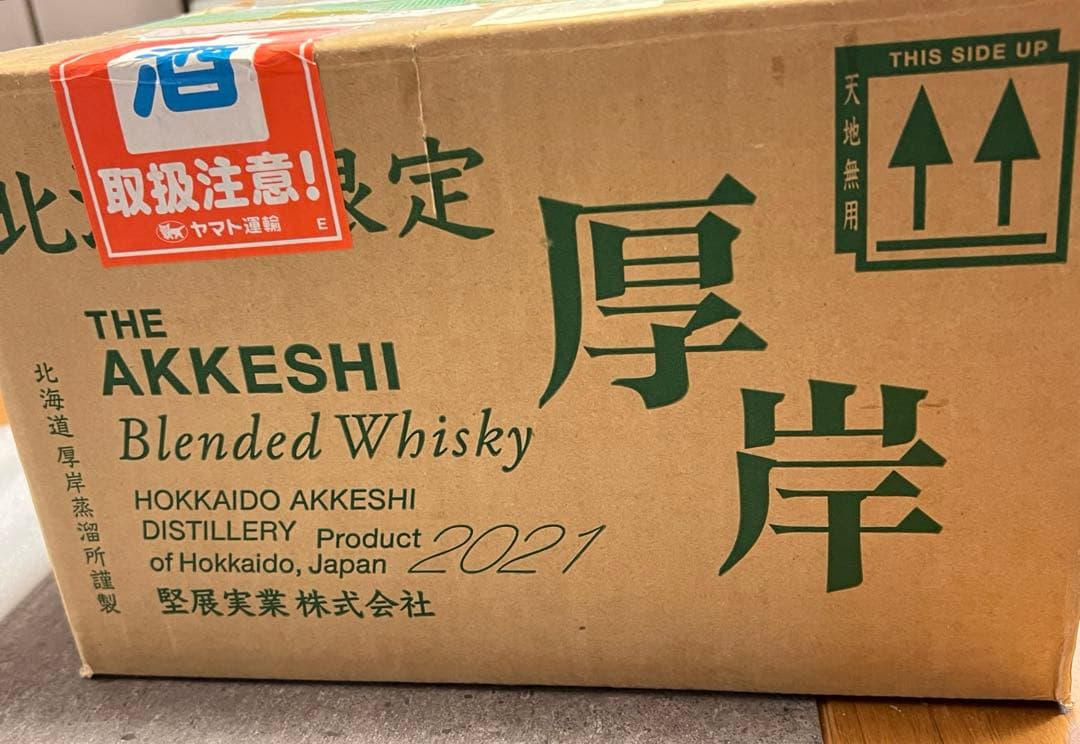 酒
取扱注意!
ヤマト運輸 E
北
限定
THIS SIDE UP
天地無用
厚岸
THE
AKKESHI
Blended Whisky
HOKKAIDO AKKESHI
DISTILLERY Product 2021
of Hokkaido, Japan
堅展実業株式会社
北海道 厚岸蒸溜所謹製